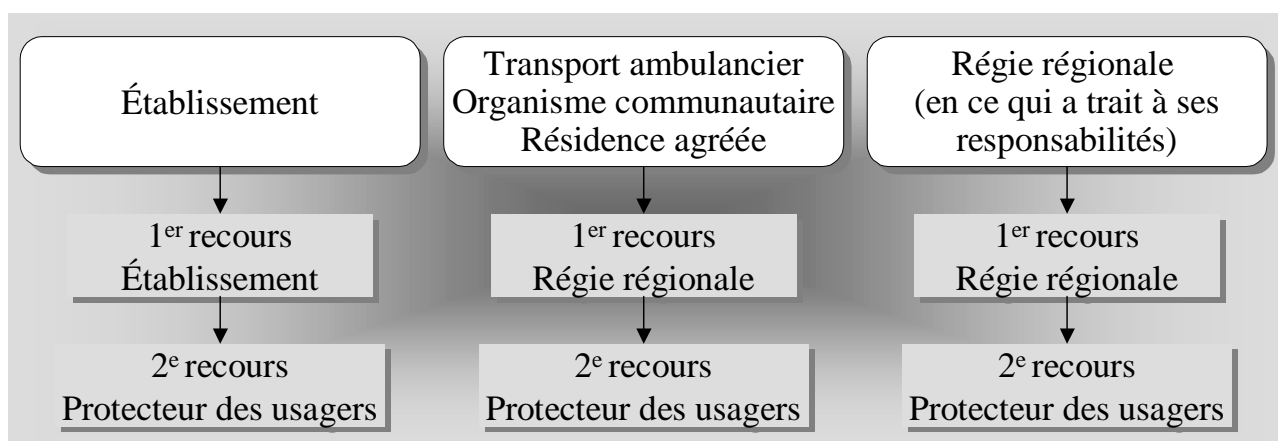 Établissement
Transport ambulancier
Organisme communautaire
Résidence agréée
Régie régionale
(en ce qui a trait à ses
responsabilités)
1er recours
Établissement
1er recours
Régie régionale
1er recours
Régie régionale
2e recours
Protecteur des usagers
2e recours
Protecteur des usagers
2e recours
Protecteur des usagers